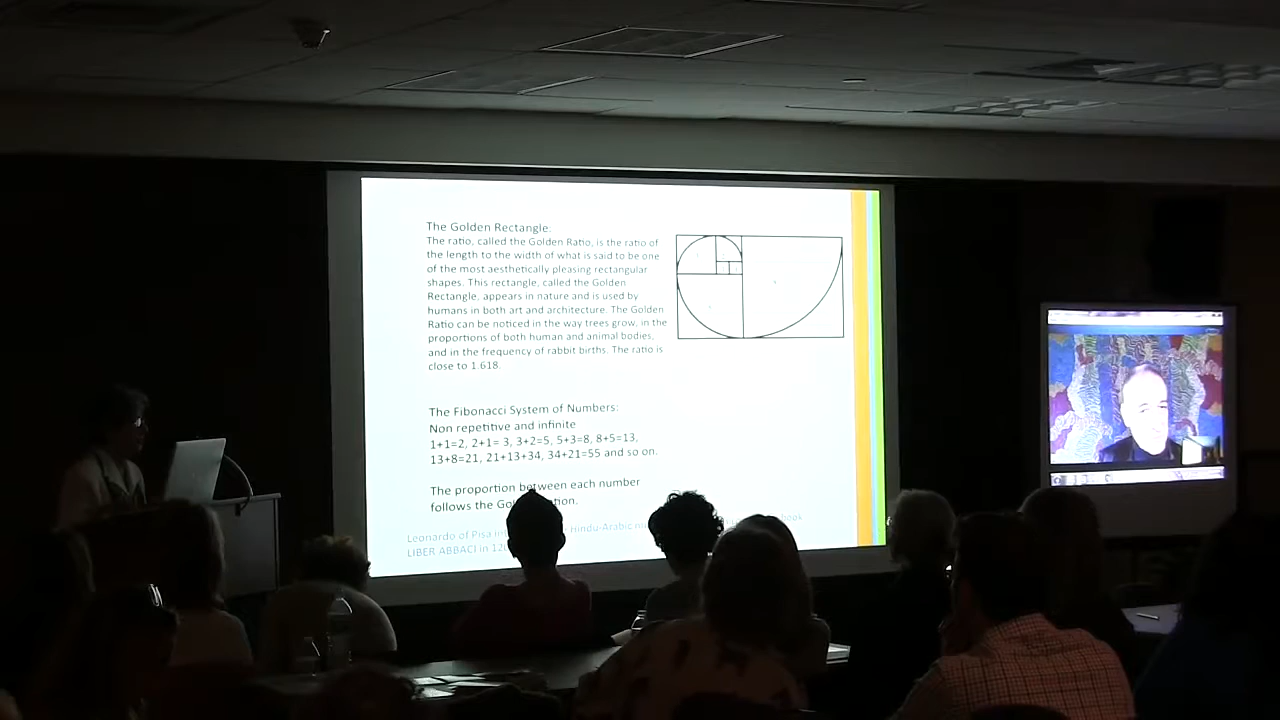 The Golden Rectangle:
The ratio, called the Golden Ratio, is the ratio of
the length to the width of what is said to be one
of the most aesthetically pleasing rectangular
shapes. This rectangle, called the Golden
Rectangle, appears in nature and is used by
humans in both art and architecture. The Golden
Ratio can be noticed in the way trees grow, in the
proportions of both human and animal bodies,
and in the frequency of rabbit births. The ratio is
close to 1.618.
The Fibonacci System of Numbers:
Non repetitive and infinite
1+1=2, 2+1= 3, 3+2=5, 5+3=8, 8+5=13,
13+8=21, 21+13+34, 34+21=55 and so on.
The proportion between each number
follows the
Leonardo of Pisa Hindu-Arabic book
LIBER ABBACI in